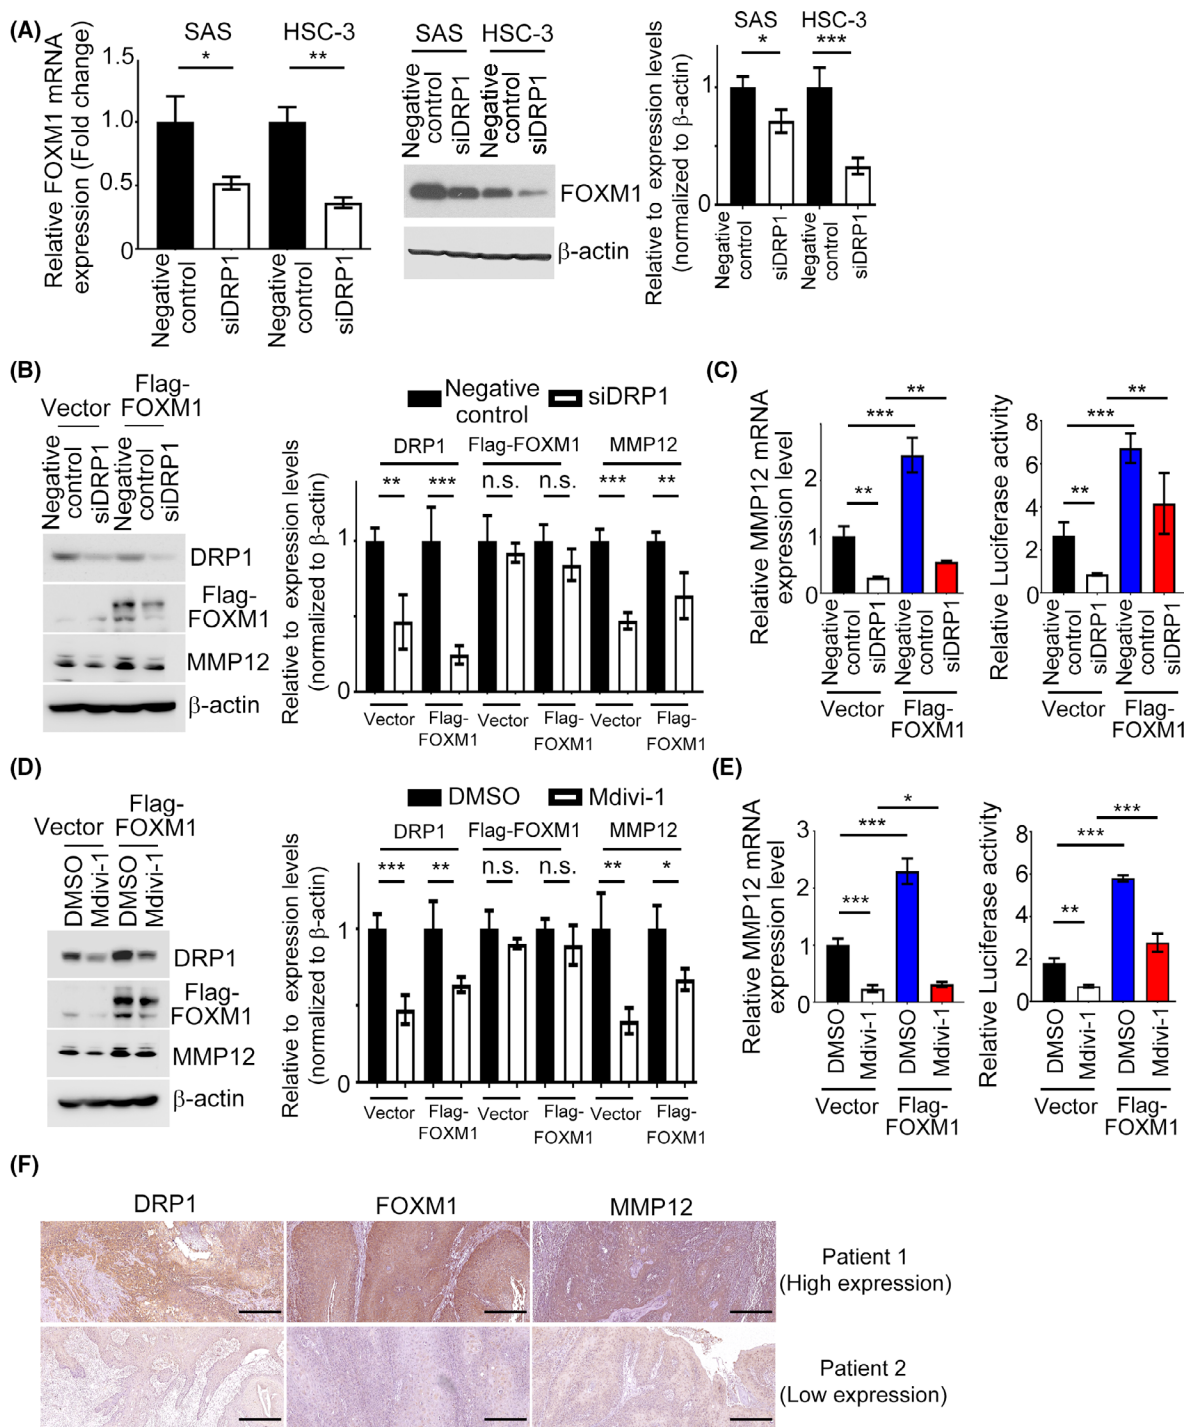 (A)
Relative FOXM1 mRNA
expression (Fold change)
1.5
1.0
0.5
0
SAS
HSC-3
*
**
Negative
control
siDRP1
Negative
control
siDRP1
SAS HSC-3
Negative
control
siDRP1
Negative
control
siDRP1
FOXM1
β-actin
Relative to expression levels
(normalized to β-actin)
1
0
SAS
HSC-3
*
***
Negative
control
siDRP1
Negative
control
siDRP1
(B)
Vector
Flag-
FOXM1
Negative
control
siDRP1
Negative
control
siDRP1
DRP1
Flag-
FOXM1
MMP12
β-actin
Negative
control
siDRP1
Relative to expression levels
(normalized to β-actin)
1
0
DRP1
Flag-FOXM1
MMP12
**
***
n.s.
n.s.
***
**
Vector
Flag-
FOXM1
Vector
Flag-
FOXM1
Vector
Flag-
FOXM1
(C)
Relative MMP12 mRNA
expression level
2
1
0
**
***
**
Negative
control
siDRP1
Negative
control
siDRP1
Vector
Flag-
FOXM1
Relative Luciferase activity
8
6
4
2
0
**
***
**
Negative
control
siDRP1
Negative
control
siDRP1
Vector
Flag-
FOXM1
(D)
Vector
Flag-
FOXM1
DMSO
Mdivi-1
DMSO
Mdivi-1
DRP1
Flag-
FOXM1
MMP12
β-actin
DMSO
Mdivi-1
Relative to expression levels
(normalized to β-actin)
1
0
DRP1
Flag-FOXM1
MMP12
***
**
n.s.
n.s.
**
*
Vector
Flag-
FOXM1
Vector
Flag-
FOXM1
Vector
Flag-
FOXM1
(E)
Relative MMP12 mRNA
expression level
3
2
1
0
*
***
***
DMSO
Mdivi-1
DMSO
Mdivi-1
Vector
Flag-
FOXM1
Relative Luciferase activity
8
6
4
2
0
***
***
**
DMSO
Mdivi-1
DMSO
Mdivi-1
Vector
Flag-
FOXM1
(F)
DRP1
FOXM1
MMP12
Patient 1
(High expression)
Patient 2
(Low expression)